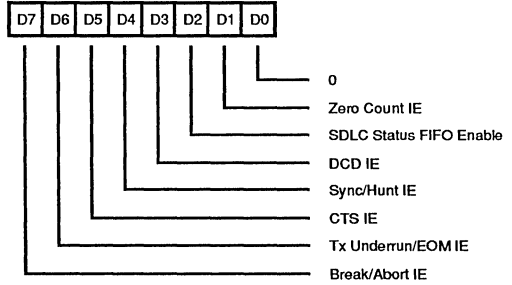 D7 D6 D5 D4 D3 D2 D1 D0
0
Zero Count IE
SDLC Status FIFO Enable
DCD IE
Sync/Hunt IE
CTS IE
Tx Underrun/EOM IE
Break/Abort IE